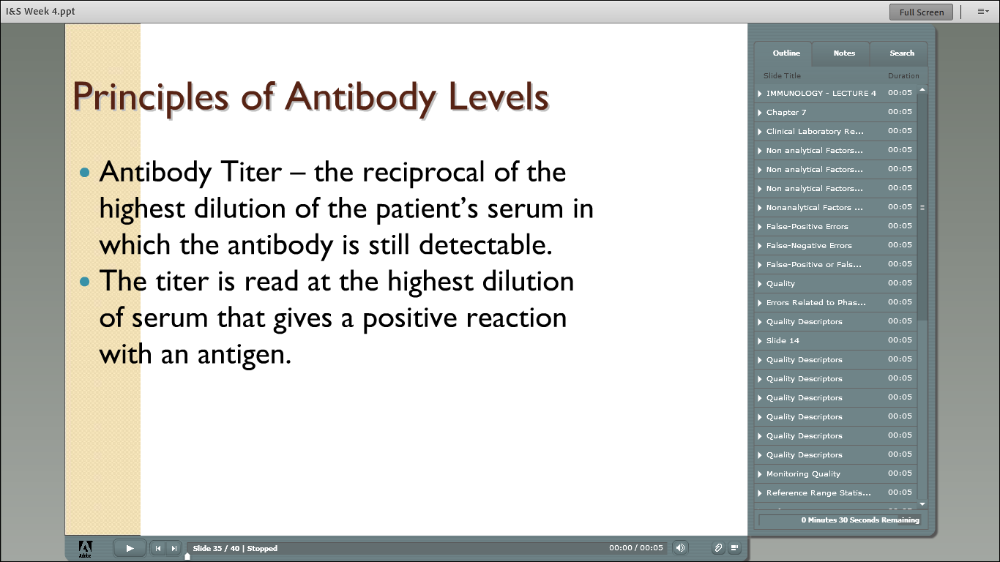 I&S Week 4.ppt
Full Screen
Principles of Antibody Levels
• Antibody Titer – the reciprocal of the
highest dilution of the patient’s serum in
which the antibody is still detectable.
• The titer is read at the highest dilution
of serum that gives a positive reaction
with an antigen.
Outline Notes Search
Slide Title Duration
IMMUNOLOGY - LECTURE 4 00:05
Chapter 7 00:05
Clinical Laboratory Re... 00:05
Non analytical Factors... 00:05
Non analytical Factors... 00:05
Non analytical Factors... 00:05
Nonanalytical Factors ... 00:05
False-Positive Errors 00:05
False-Negative Errors 00:05
False-Positive or Fals... 00:05
Quality 00:05
Errors Related to Phas... 00:05
Quality Descriptors 00:05
Slide 14 00:05
Quality Descriptors 00:05
Quality Descriptors 00:05
Quality Descriptors 00:05
Quality Descriptors 00:05
Quality Descriptors 00:05
Quality Descriptors 00:05
Monitoring Quality 00:05
Reference Range Statis... 00:05
0 Minutes 30 Seconds Remaining
Adobe
Slide 35 / 40 | Stopped 00:00 / 00:05